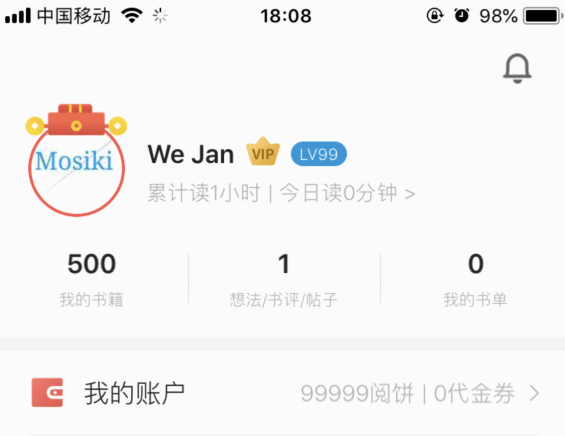 中国移动 18:08 98%
Mosiki
We Jan VIP LV99
累计读1小时 | 今日读0分钟 >
500 1 0
我的书籍 想法/书评/帖子 我的书单
我的账户 99999阅饼 | 0代金券 >